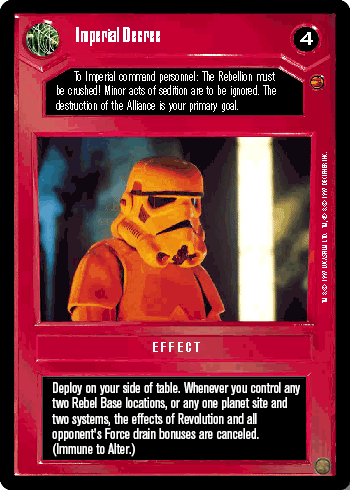 Imperial Decree
4
To Imperial command personnel: The Rebellion must
be crushed! Minor acts of sedition are to be ignored. The
destruction of the Alliance is your primary goal.
EFFECT
Deploy on your side of table. Whenever you control any
two Rebel Base locations, or any one planet site and
two systems, the effects of Revolution and all
opponent's Force drain bonuses are canceled.
(Immune to Alter.)